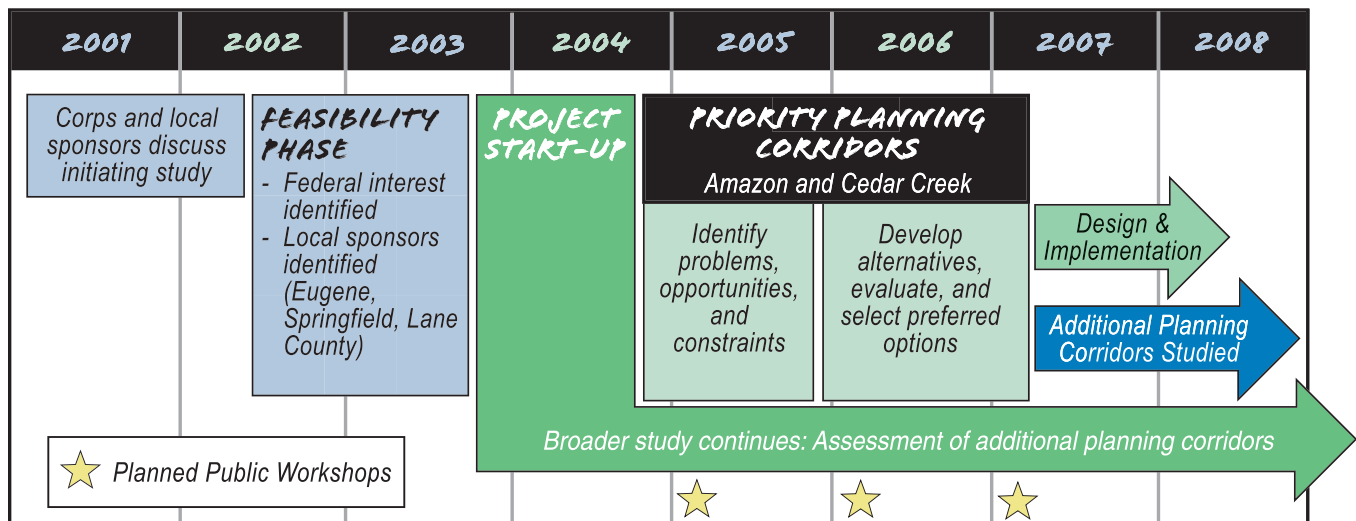 2001 2002 2003 2004 2005 2006 2007 2008
Corps and local
sponsors discuss
initiating study
FEASIBILITY
PHASE
- Federal interest
identified
- Local sponsors
identified
(Eugene,
Springfield, Lane
County)
PROJECT
START-UP
PRIORITY PLANNING
CORRIDORS
Amazon and Cedar Creek
Identify
problems,
opportunities,
and
constraints
Develop
alternatives,
evaluate, and
select preferred
options
Design &
Implementation
Additional Planning
Corridors Studied
Broader study continues: Assessment of additional planning corridors
Planned Public Workshops